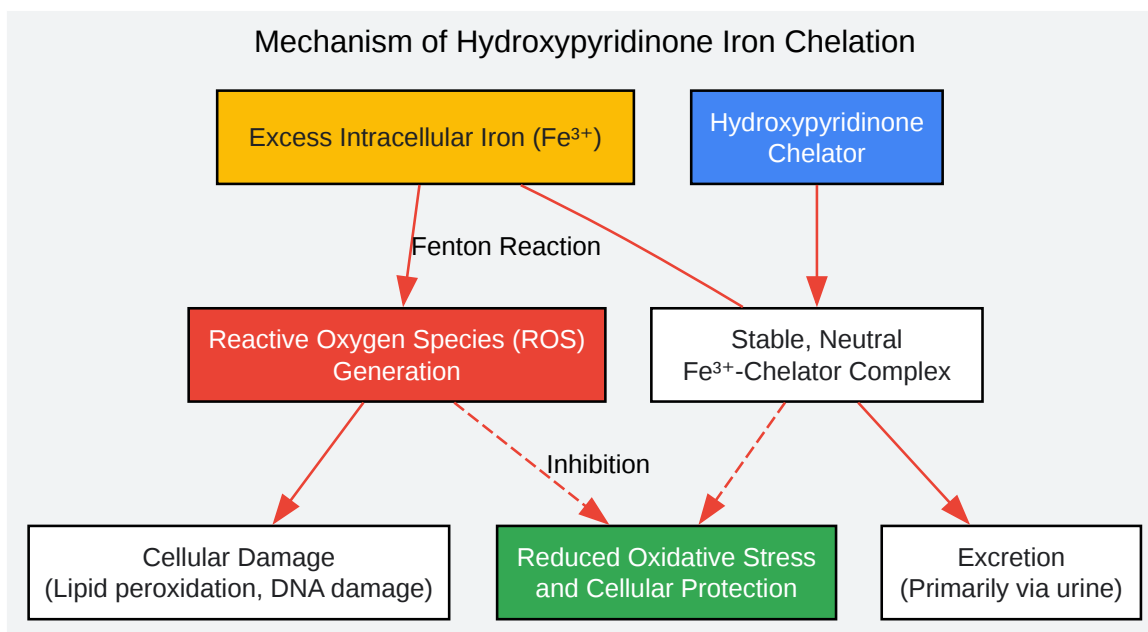 Mechanism of Hydroxypyridinone Iron Chelation
Excess Intracellular Iron (Fe³⁺)
Hydroxypyridinone
Chelator
Fenton Reaction
Reactive Oxygen Species (ROS)
Generation
Stable, Neutral
Fe³⁺-Chelator Complex
Inhibition
Cellular Damage
(Lipid peroxidation, DNA damage)
Reduced Oxidative Stress
and Cellular Protection
Excretion
(Primarily via urine)